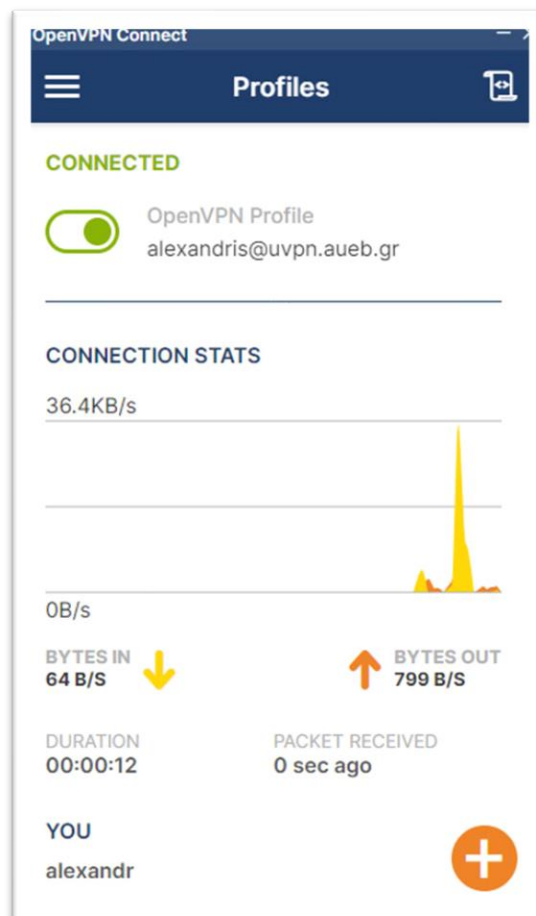 OpenVPN Connect
Profiles
CONNECTED
OpenVPN Profile
alexandris@uvpn.aueb.gr
CONNECTION STATS
36.4KB/s
0B/s
BYTES IN
64 B/S
BYTES OUT
799 B/S
DURATION
00:00:12
PACKET RECEIVED
0 sec ago
YOU
alexandr